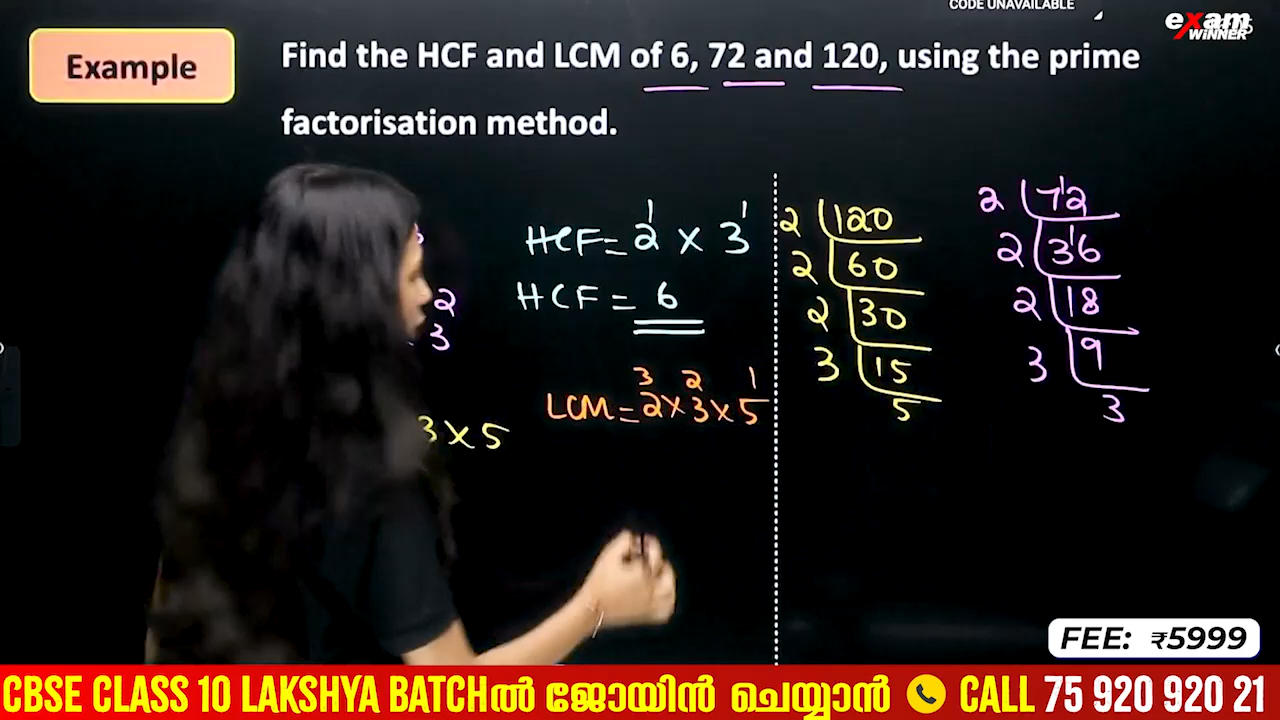 CODE UNAVAILABLE
exam
WINNER
Example
Find the HCF and LCM of 6, 72 and 120, using the prime
factorisation method.
HCF = 2¹ × 3¹
HCF = 6
LCM = 2³ × 3² × 5¹
2
3
3 × 5
2 120
2 60
2 30
3 15
5
2 72
2 36
2 18
3 9
3
FEE: ₹5999
CBSE CLASS 10 LAKSHYA BATCHൽ ജോയിൻ ചെയ്യാൻ CALL 75 920 920 21